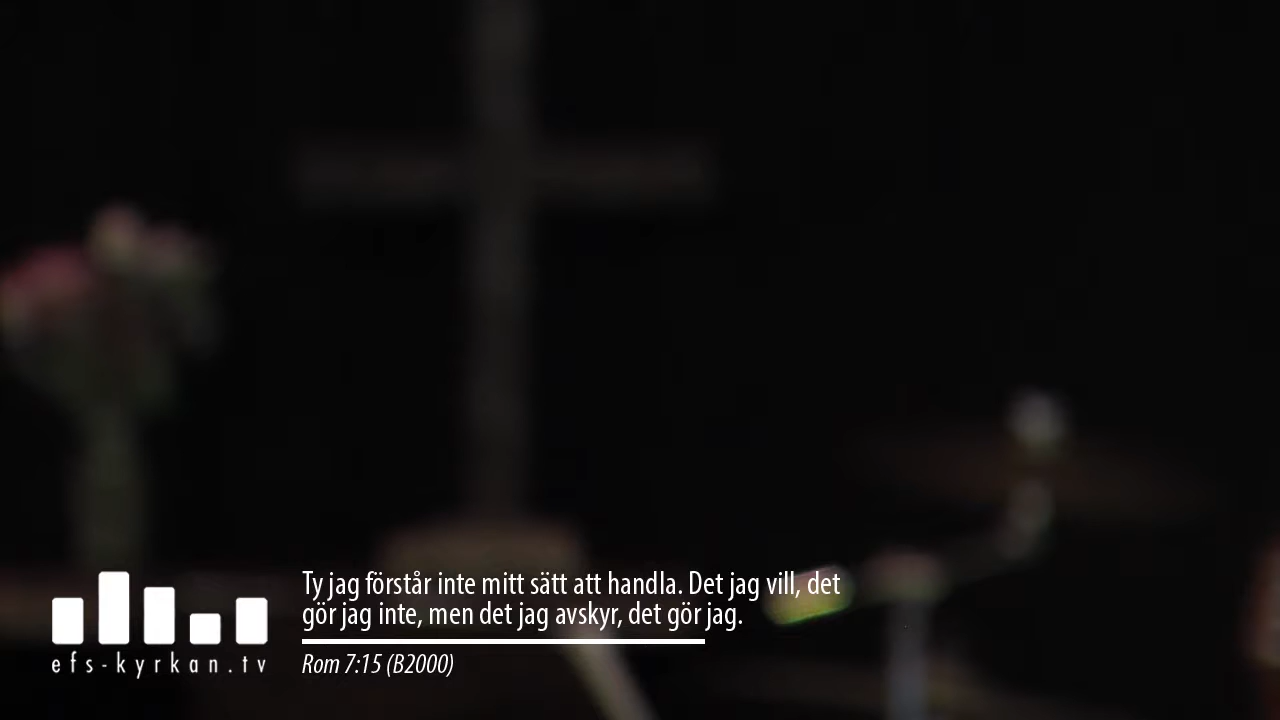 Ty jag förstår inte mitt sätt att handla. Det jag vill, det
gör jag inte, men det jag avskyr, det gör jag.
Rom 7:15 (B2000)
efs-kyrkan.tv